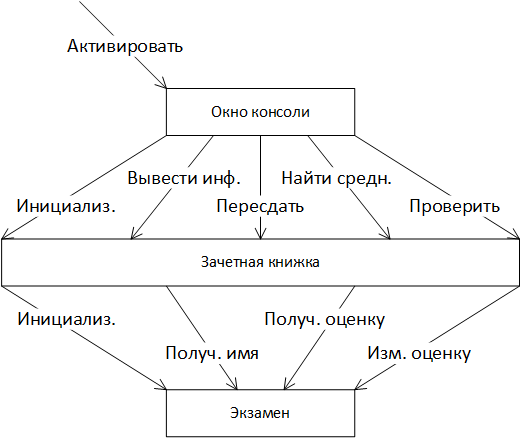 Активировать
Окно консоли
Вывести инф.
Найти средн.
Инициализ.
Пересдать
Проверить
Зачетная книжка
Инициализ.
Получ. оценку
Получ. имя
Изм. оценку
Экзамен